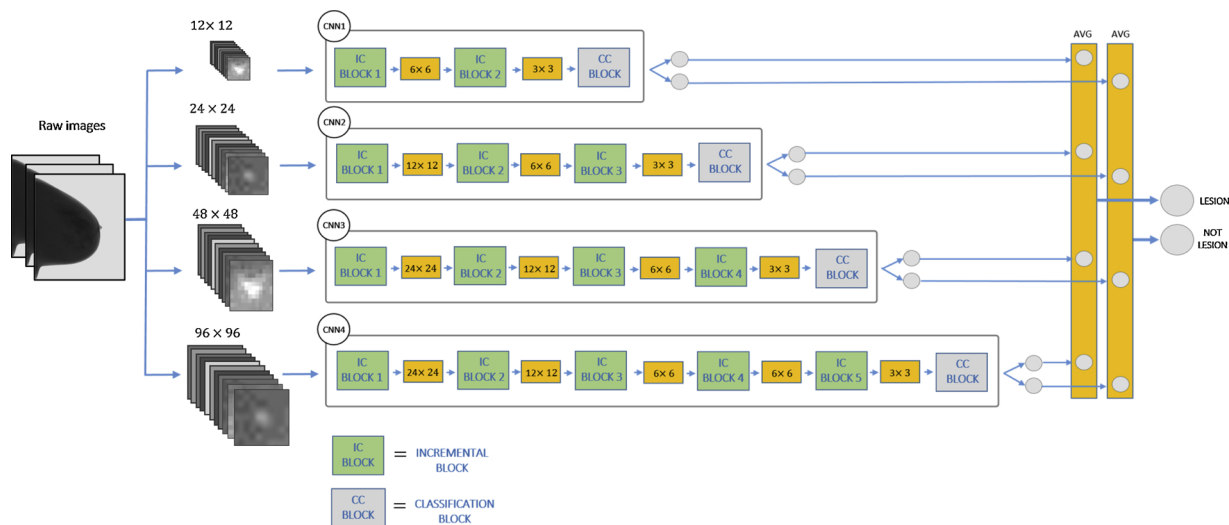 12 × 12
CNN1
IC
BLOCK 1
6× 6
IC
BLOCK 2
3× 3
CC
BLOCK
AVG
AVG
24 × 24
CNN2
IC
BLOCK 1
12× 12
IC
BLOCK 2
6× 6
IC
BLOCK 3
3× 3
CC
BLOCK
Raw images
LESION
NOT
LESION
48 × 48
CNN3
IC
BLOCK 1
24× 24
IC
BLOCK 2
12× 12
IC
BLOCK 3
6× 6
IC
BLOCK 4
3× 3
CC
BLOCK
96 × 96
CNN4
IC
BLOCK 1
24× 24
IC
BLOCK 2
12× 12
IC
BLOCK 3
6× 6
IC
BLOCK 4
6× 6
IC
BLOCK 5
3× 3
CC
BLOCK
IC
BLOCK
=
INCREMENTAL
BLOCK
CC
BLOCK
=
CLASSIFICATION
BLOCK